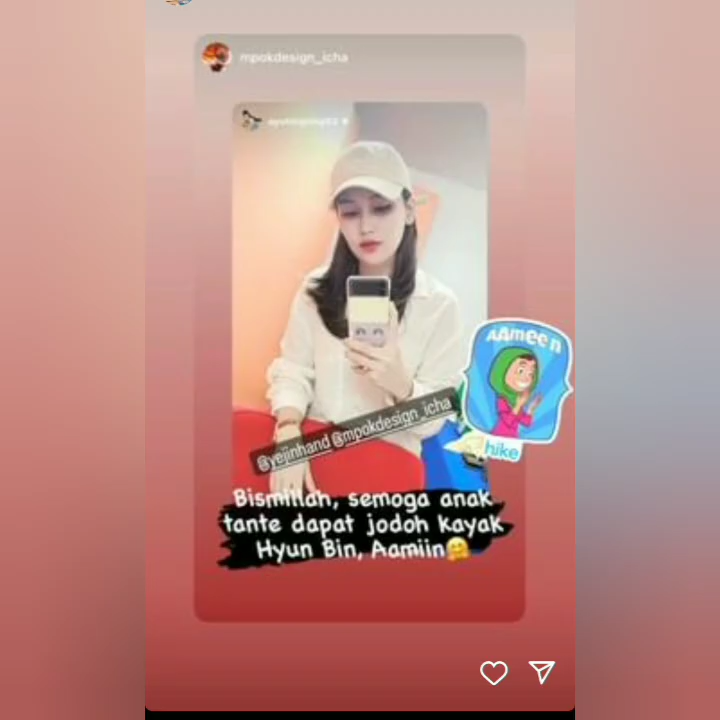 mpokdesign_icha
AAmeen
@yejinhand @mpokdesign_icha
hike
Bismillah, semoga anak
tante dapat jodoh kayak
Hyun Bin, Aamiin🤗